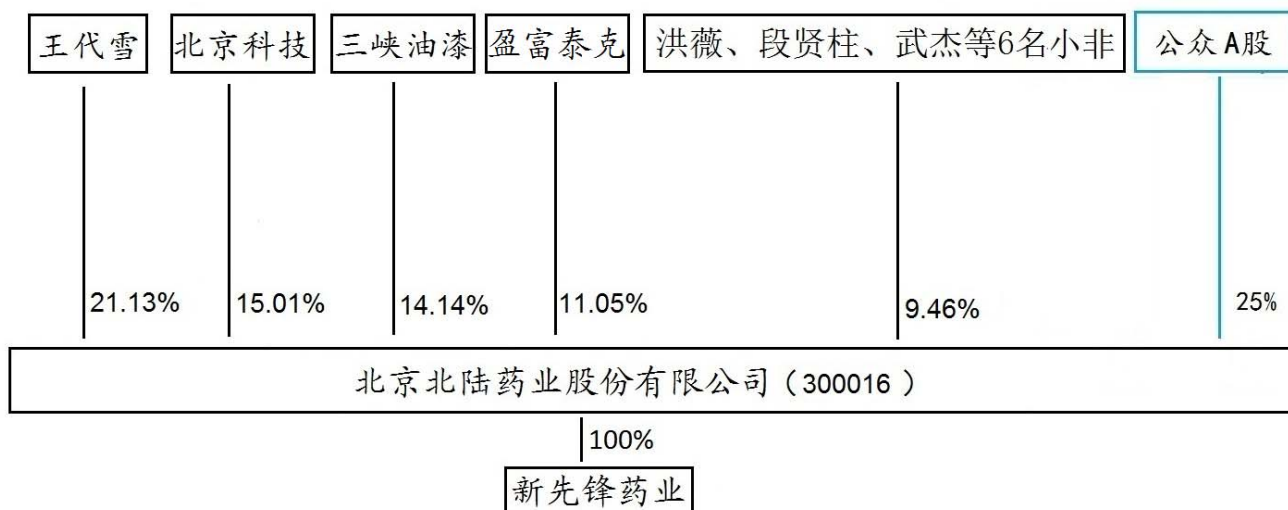 王代雪 北京科技 三峡油漆 盈富泰克 洪薇、段贤柱、武杰等6名小非 公众A股
21.13% 15.01% 14.14% 11.05% 9.46% 25%
北京北陆药业股份有限公司（300016）
100%
新先锋药业